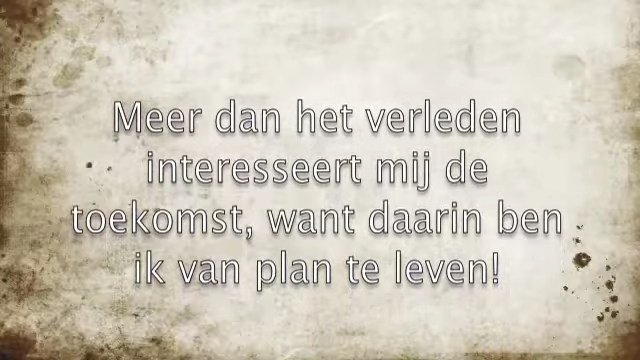 Meer dan het verleden
interesseert mij de
toekomst, want daarin ben
ik van plan te leven!